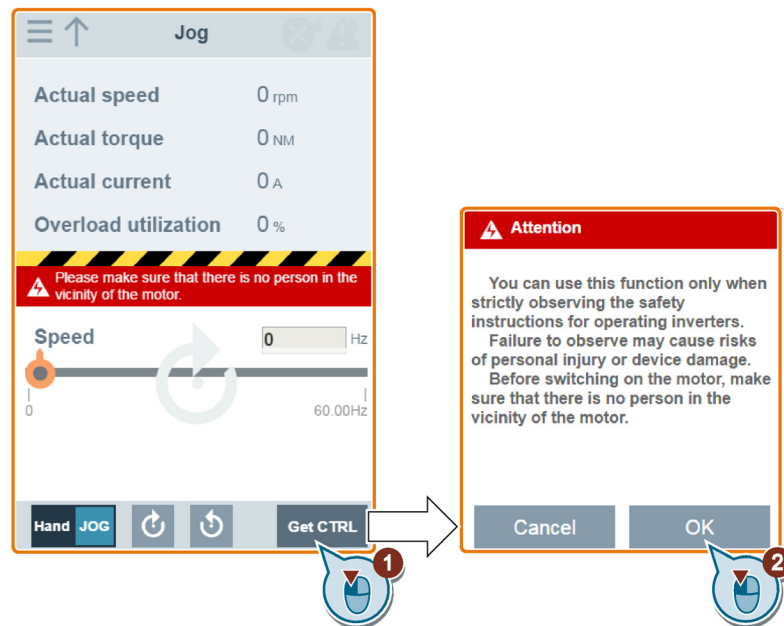 Jog
Actual speed 0 rpm
Actual torque 0 NM
Actual current 0 A
Overload utilization 0 %
Please make sure that there is no person in the
vicinity of the motor.
Speed 0 Hz
0 60.00Hz
Hand JOG Get CTRL
1
Attention
You can use this function only when
strictly observing the safety
instructions for operating inverters.
Failure to observe may cause risks
of personal injury or device damage.
Before switching on the motor, make
sure that there is no person in the
vicinity of the motor.
Cancel OK
2